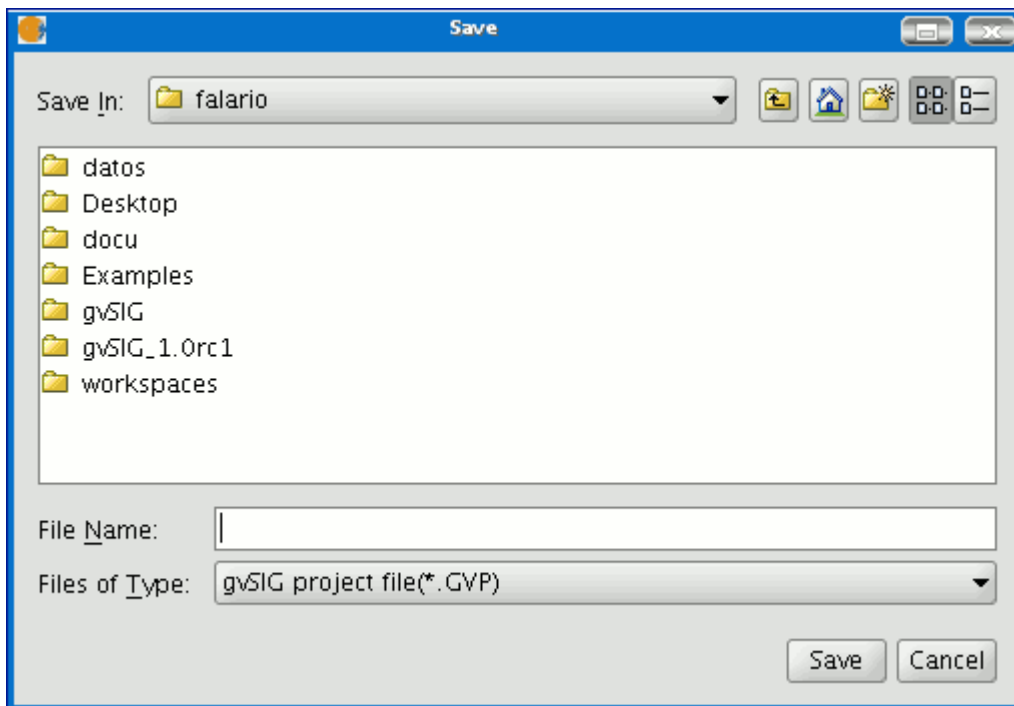 Save
Save In: falario
datos
Desktop
docu
Examples
gvSIG
gvSIG_1.0rc1
workspaces
File Name:
Files of Type: gvSIG project file(*.GVP)
Save Cancel